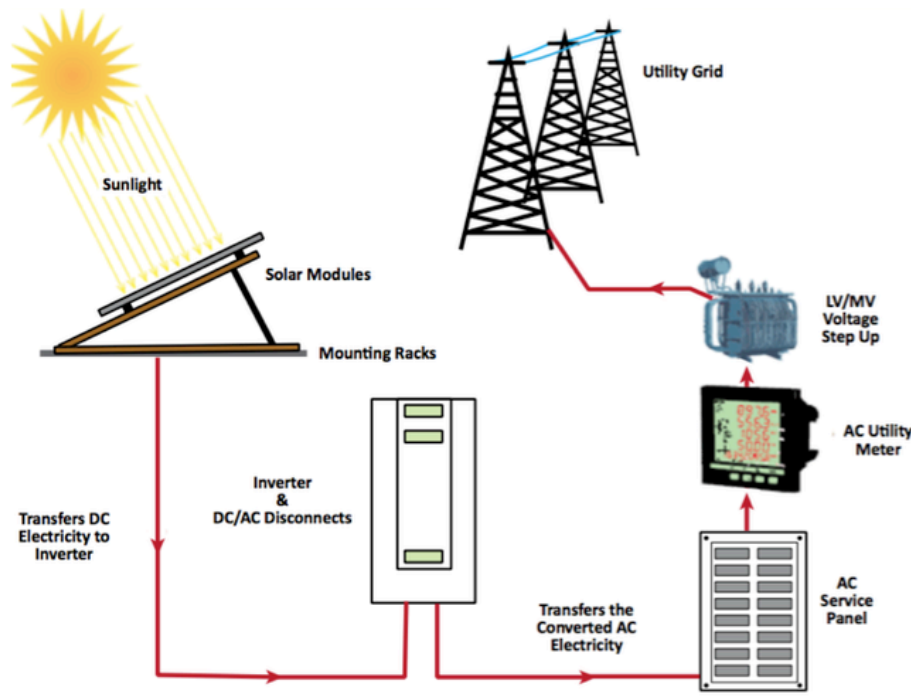 Utility Grid
Sunlight
Solar Modules
Mounting Racks
LV/MV
Voltage
Step Up
AC Utility
Meter
Inverter
&
DC/AC Disconnects
Transfers DC
Electricity to
Inverter
AC
Service
Panel
Transfers the
Converted AC
Electricity